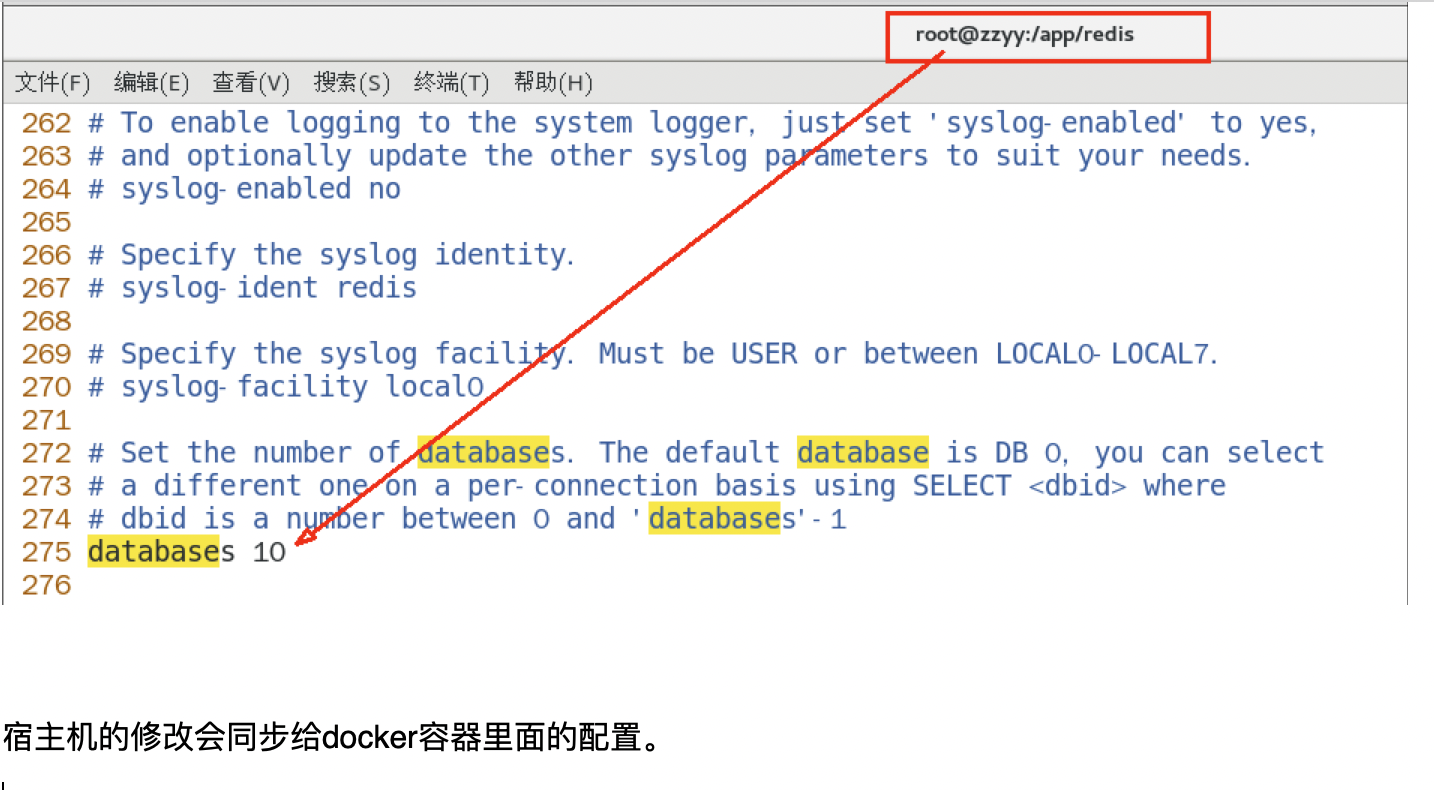 root@zzyy:/app/redis
文件(F) 编辑(E) 查看(V) 搜索(S) 终端(T) 帮助(H)
262 # To enable logging to the system logger, just set 'syslog-enabled' to yes,
263 # and optionally update the other syslog parameters to suit your needs.
264 # syslog-enabled no
265
266 # Specify the syslog identity.
267 # syslog-ident redis
268
269 # Specify the syslog facility. Must be USER or between LOCAL0-LOCAL7.
270 # syslog-facility local0
271
272 # Set the number of databases. The default database is DB 0, you can select
273 # a different one on a per-connection basis using SELECT <dbid> where
274 # dbid is a number between 0 and 'databases'-1
275 databases 10
276
宿主机的修改会同步给docker容器里面的配置。